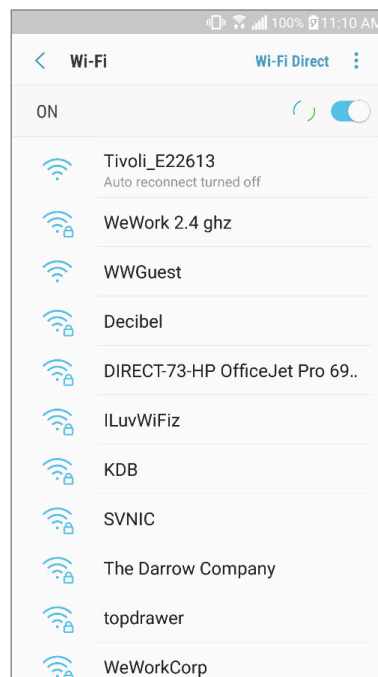 100% 11:10 AM
Wi-Fi Wi-Fi Direct
ON
Tivoli_E22613
Auto reconnect turned off
WeWork 2.4 ghz
WWGuest
Decibel
DIRECT-73-HP OfficeJet Pro 69..
ILuvWiFiz
KDB
SVNIC
The Darrow Company
topdrawer
WeWorkCorp